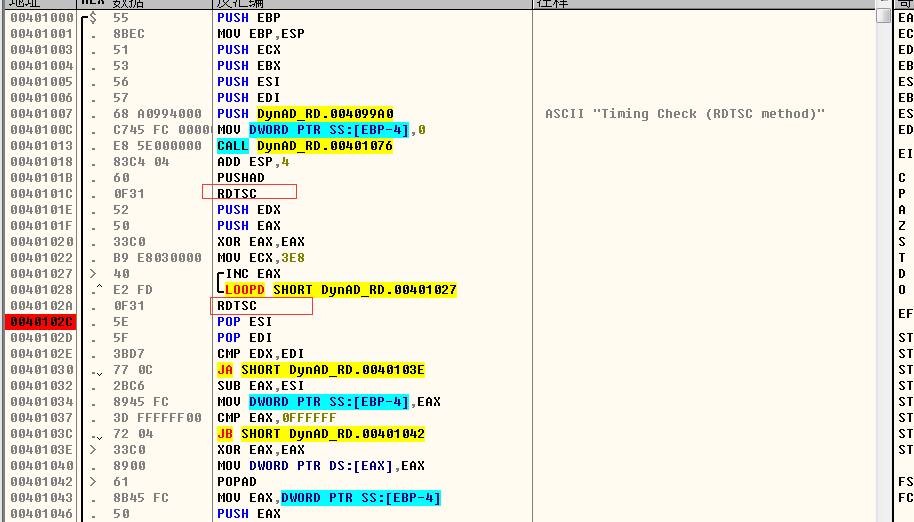 地址 HEX 数据 反汇编 注释
00401000 $ 55 PUSH EBP
00401001 . 8BEC MOV EBP,ESP
00401003 . 51 PUSH ECX
00401004 . 53 PUSH EBX
00401005 . 56 PUSH ESI
00401006 . 57 PUSH EDI
00401007 . 68 A0994000 PUSH DynAD_RD.004099A0 ASCII "Timing Check (RDTSC method)"
0040100C . C745 FC 0000 MOV DWORD PTR SS:[EBP-4],0
00401013 . E8 5E000000 CALL DynAD_RD.00401076
00401018 . 83C4 04 ADD ESP,4
0040101B . 60 PUSHAD
0040101C . 0F31 RDTSC
0040101E . 52 PUSH EDX
0040101F . 50 PUSH EAX
00401020 . 33C0 XOR EAX,EAX
00401022 . B9 E8030000 MOV ECX,3E8
00401027 > 40 INC EAX
00401028 .^ E2 FD LOOPD SHORT DynAD_RD.00401027
0040102A . 0F31 RDTSC
0040102C . 5E POP ESI
0040102D . 5F POP EDI
0040102E . 3BD7 CMP EDX,EDI
00401030 .v 77 0C JA SHORT DynAD_RD.0040103E
00401032 . 2BC6 SUB EAX,ESI
00401034 . 8945 FC MOV DWORD PTR SS:[EBP-4],EAX
00401037 . 3D FFFFFF00 CMP EAX,0FFFFFF
0040103C .v 72 04 JB SHORT DynAD_RD.00401042
0040103E > 33C0 XOR EAX,EAX
00401040 . 8900 MOV DWORD PTR DS:[EAX],EAX
00401042 > 61 POPAD
00401043 . 8B45 FC MOV EAX,DWORD PTR SS:[EBP-4]
00401046 . 50 PUSH EAX
EA
EC
ED
EB
ES
EB
ES
ED
EI
C
P
A
Z
S
T
D
O
EF
ST
ST
ST
ST
ST
ST
ST
ST
FS
FC